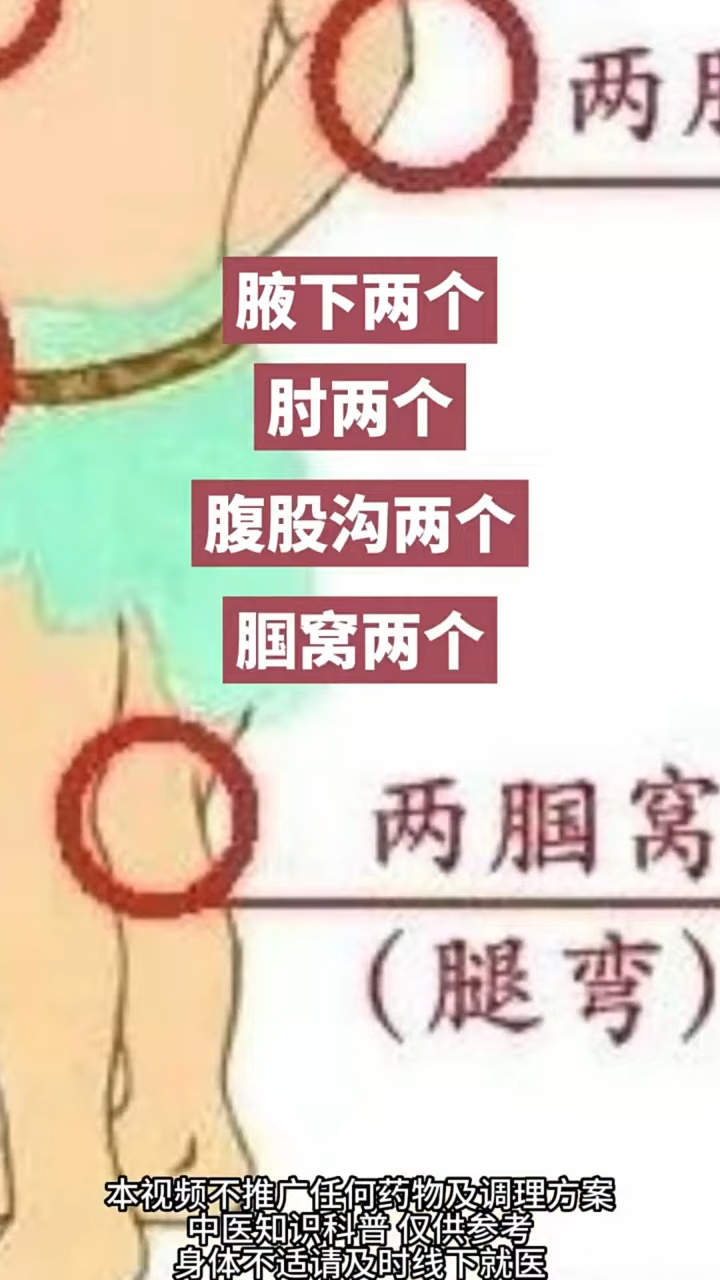 两
腋下两个
肘两个
腹股沟两个
腘窝两个
两腘窝
(腿弯)
本视频不推广任何药物及调理方案
中医知识科普 仅供参考
身体不适请及时线下就医